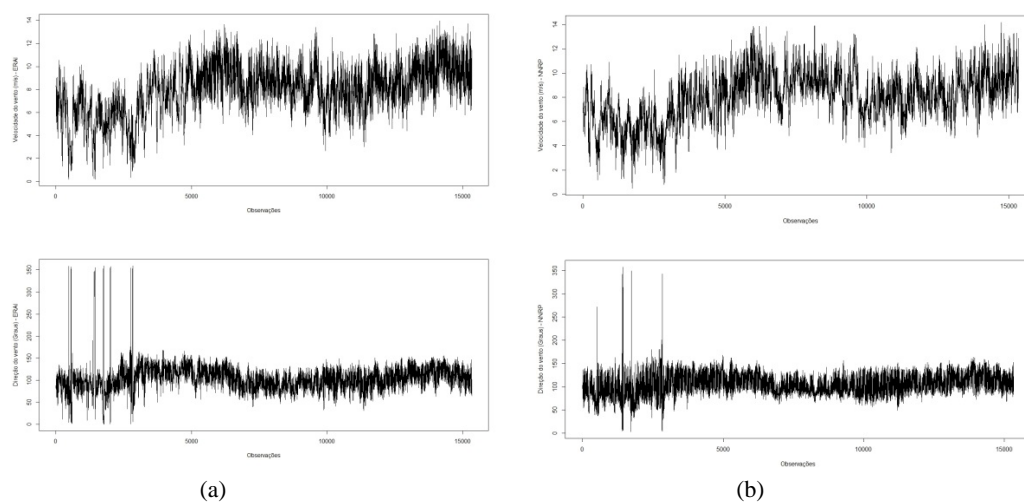 Velocidade do vento (m/s) - ERAI
0 2 4 6 8 10 12 14
0 5000 10000 15000
Observações
Velocidade do vento (m/s) - NNRP
0 2 4 6 8 10 12 14
0 5000 10000 15000
Observações
Direção do vento (Graus) - ERAI
0 50 100 150 200 250 300 350
0 5000 10000 15000
Observações
Direção do vento (Graus) - NNRP
0 50 100 150 200 250 300 350
0 5000 10000 15000
Observações
(a)
(b)